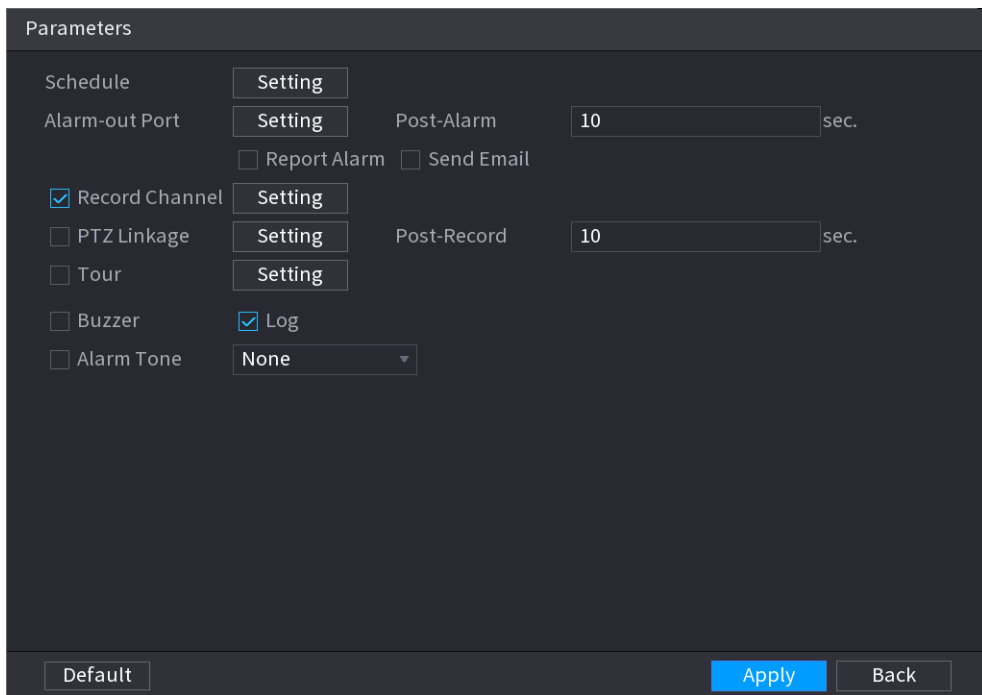 Parameters
Schedule Setting
Alarm-out Port Setting Post-Alarm 10 sec.
Report Alarm Send Email
Record Channel Setting
PTZ Linkage Setting Post-Record 10 sec.
Tour Setting
Buzzer Log
Alarm Tone None
Default Apply Back